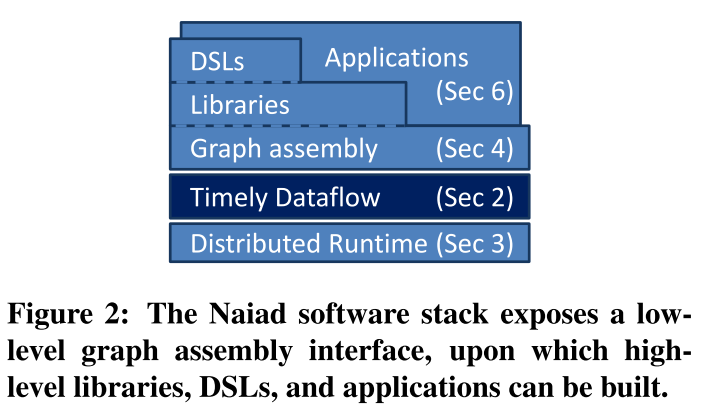 DSLs
Applications
(Sec 6)
Libraries
Graph assembly (Sec 4)
Timely Dataflow (Sec 2)
Distributed Runtime (Sec 3)
Figure 2: The Naiad software stack exposes a low-
level graph assembly interface, upon which high-
level libraries, DSLs, and applications can be built.